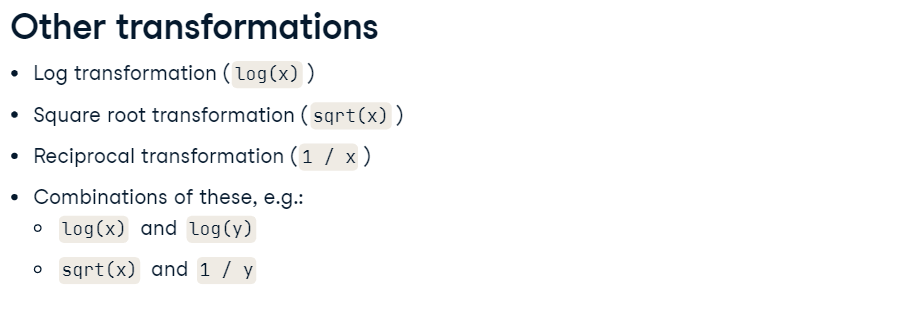 Other transformations
• Log transformation ( log(x) )
• Square root transformation ( sqrt(x) )
• Reciprocal transformation ( 1 / x )
• Combinations of these, e.g.:
◦ log(x) and log(y)
◦ sqrt(x) and 1 / y